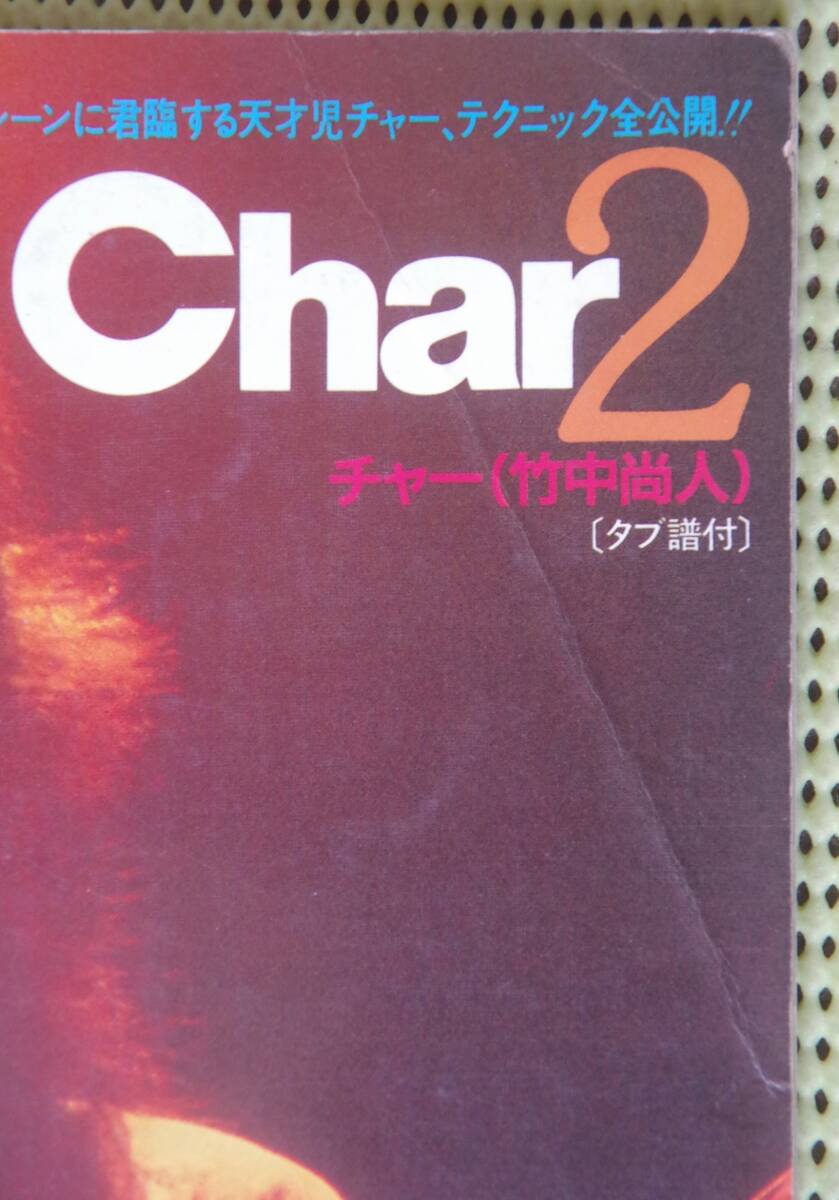 シーンに君臨する天才児チャー、テクニック全公開!!
Char2
チャー(竹中尚人)
〔タブ譜付〕